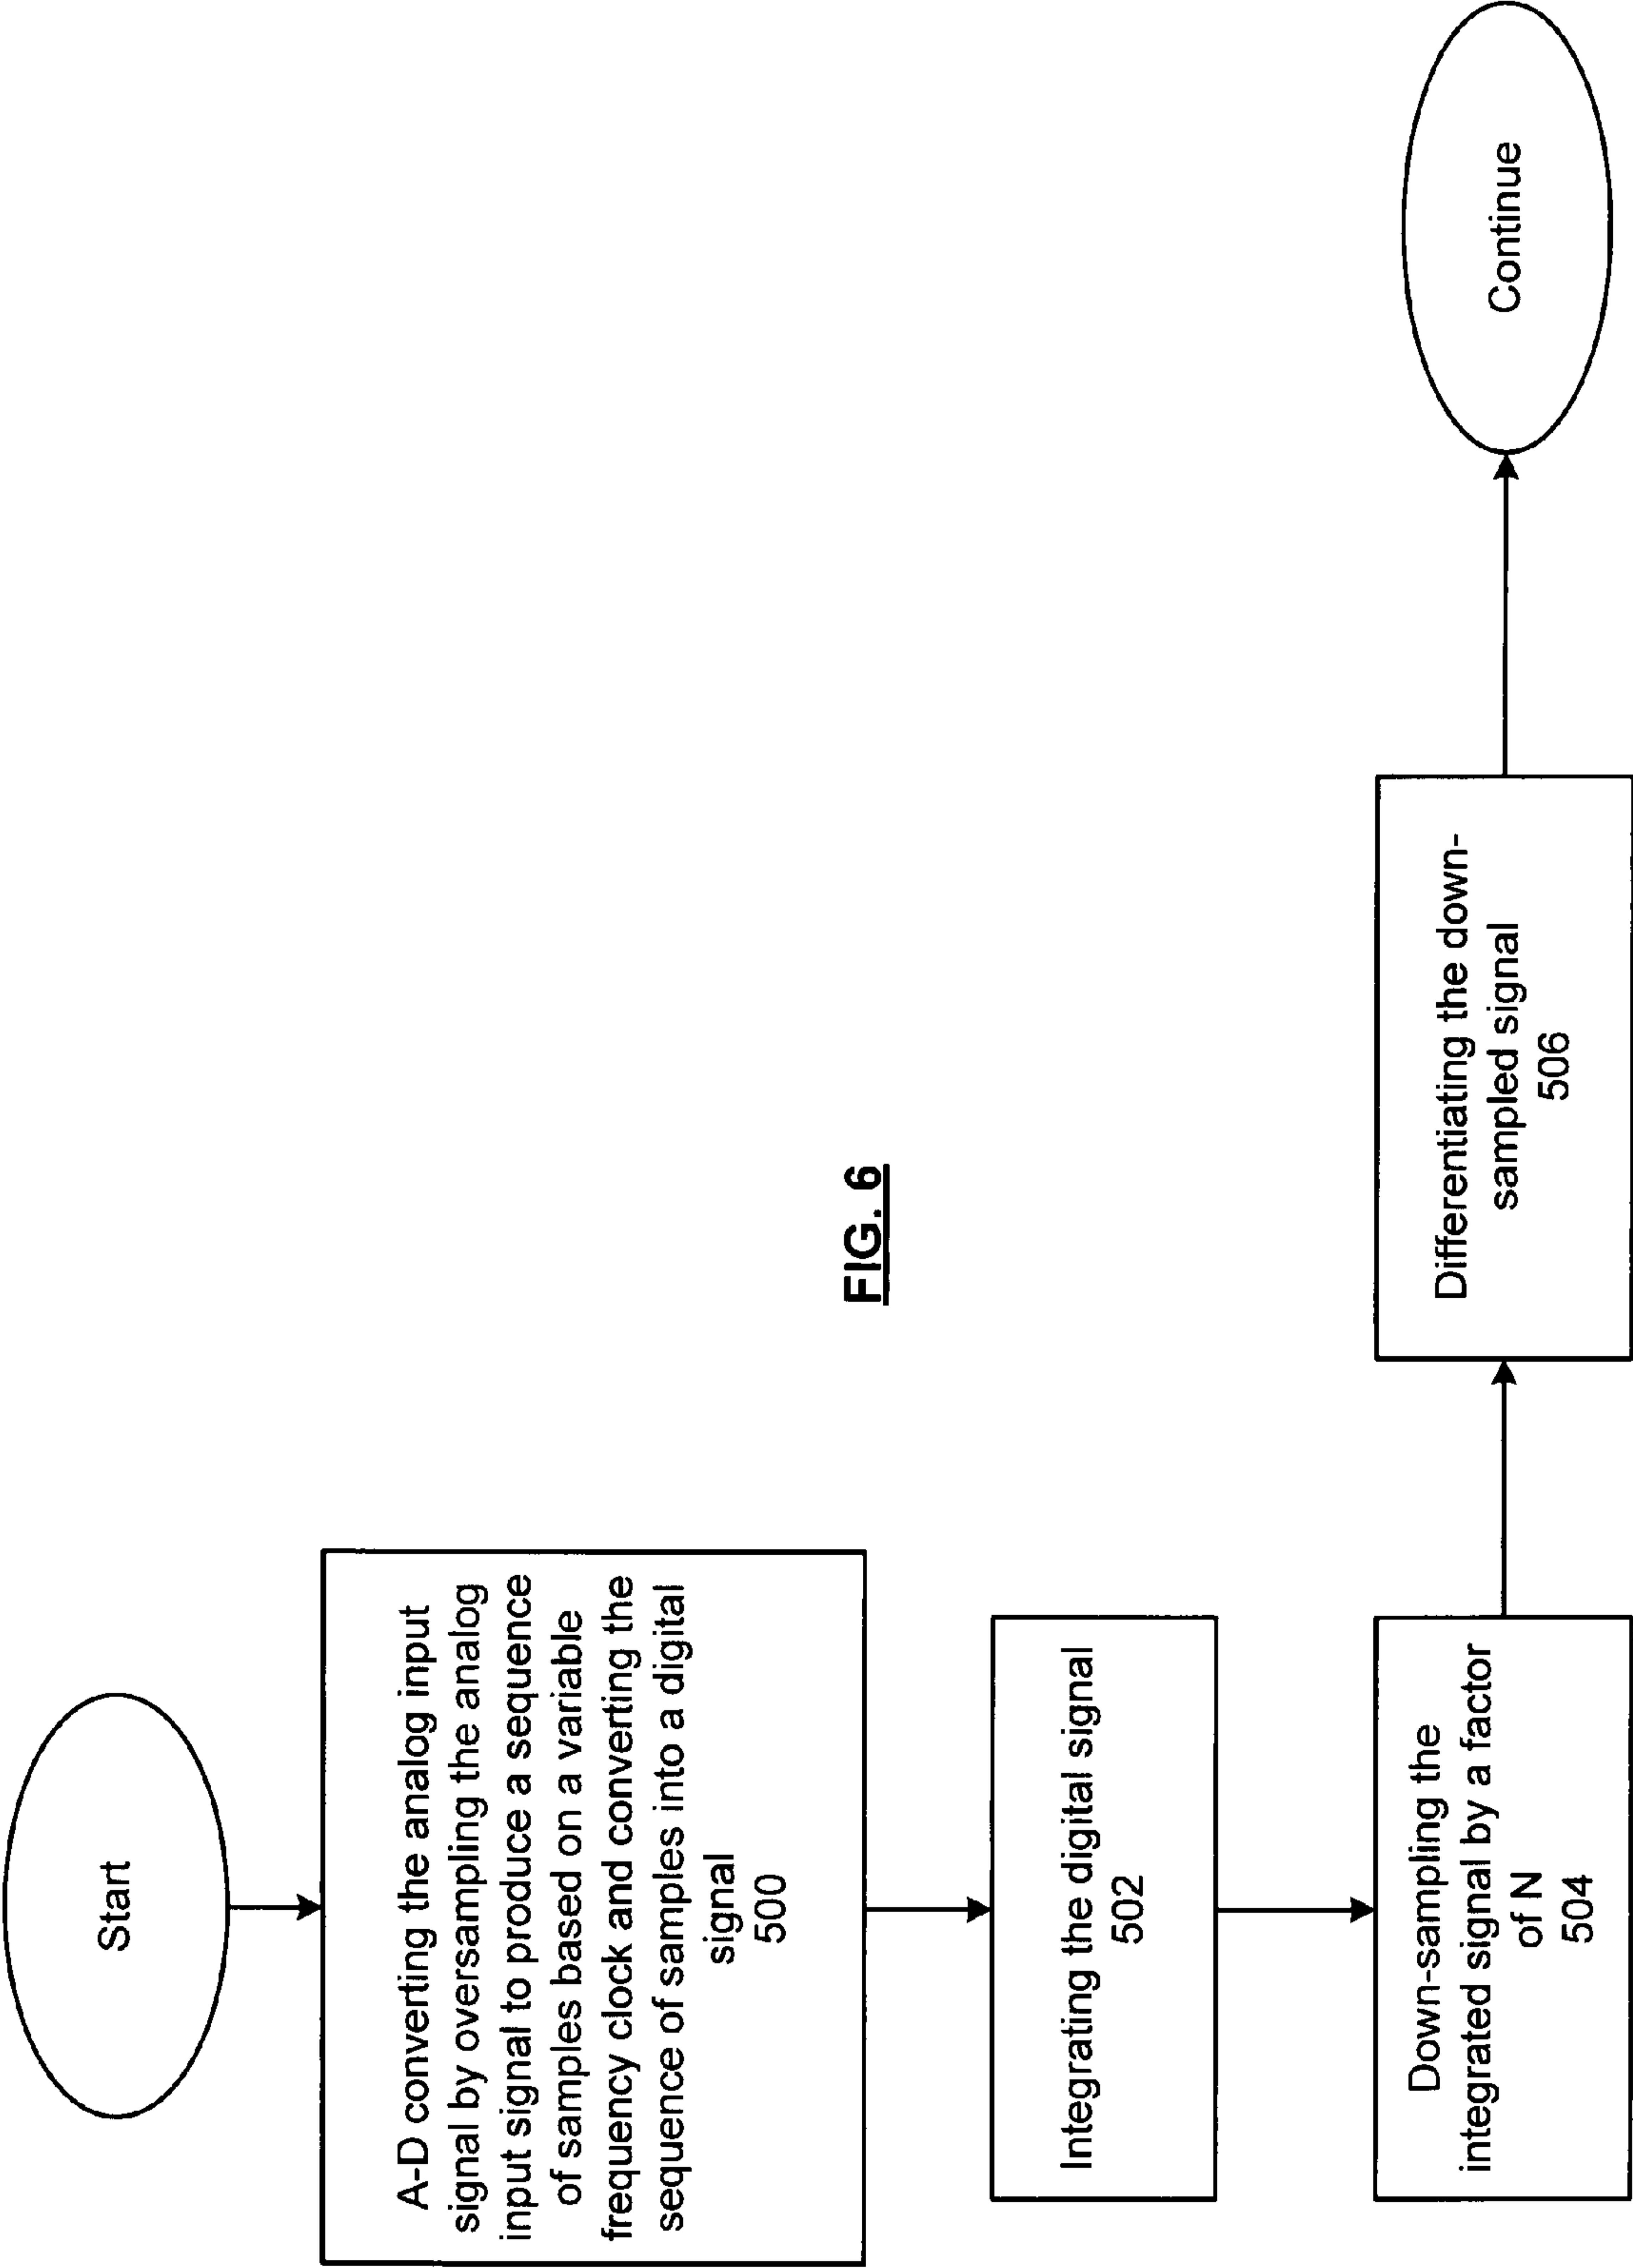 Start
A-D converting the analog input
signal by oversampling the analog
input signal to produce a sequence
of samples based on a variable
frequency clock and converting the
sequence of samples into a digital
signal
500
Integrating the digital signal
502
Down-sampling the
integrated signal by a factor
of N
504
Differentiating the down-
sampled signal
506
Continue
FIG. 6